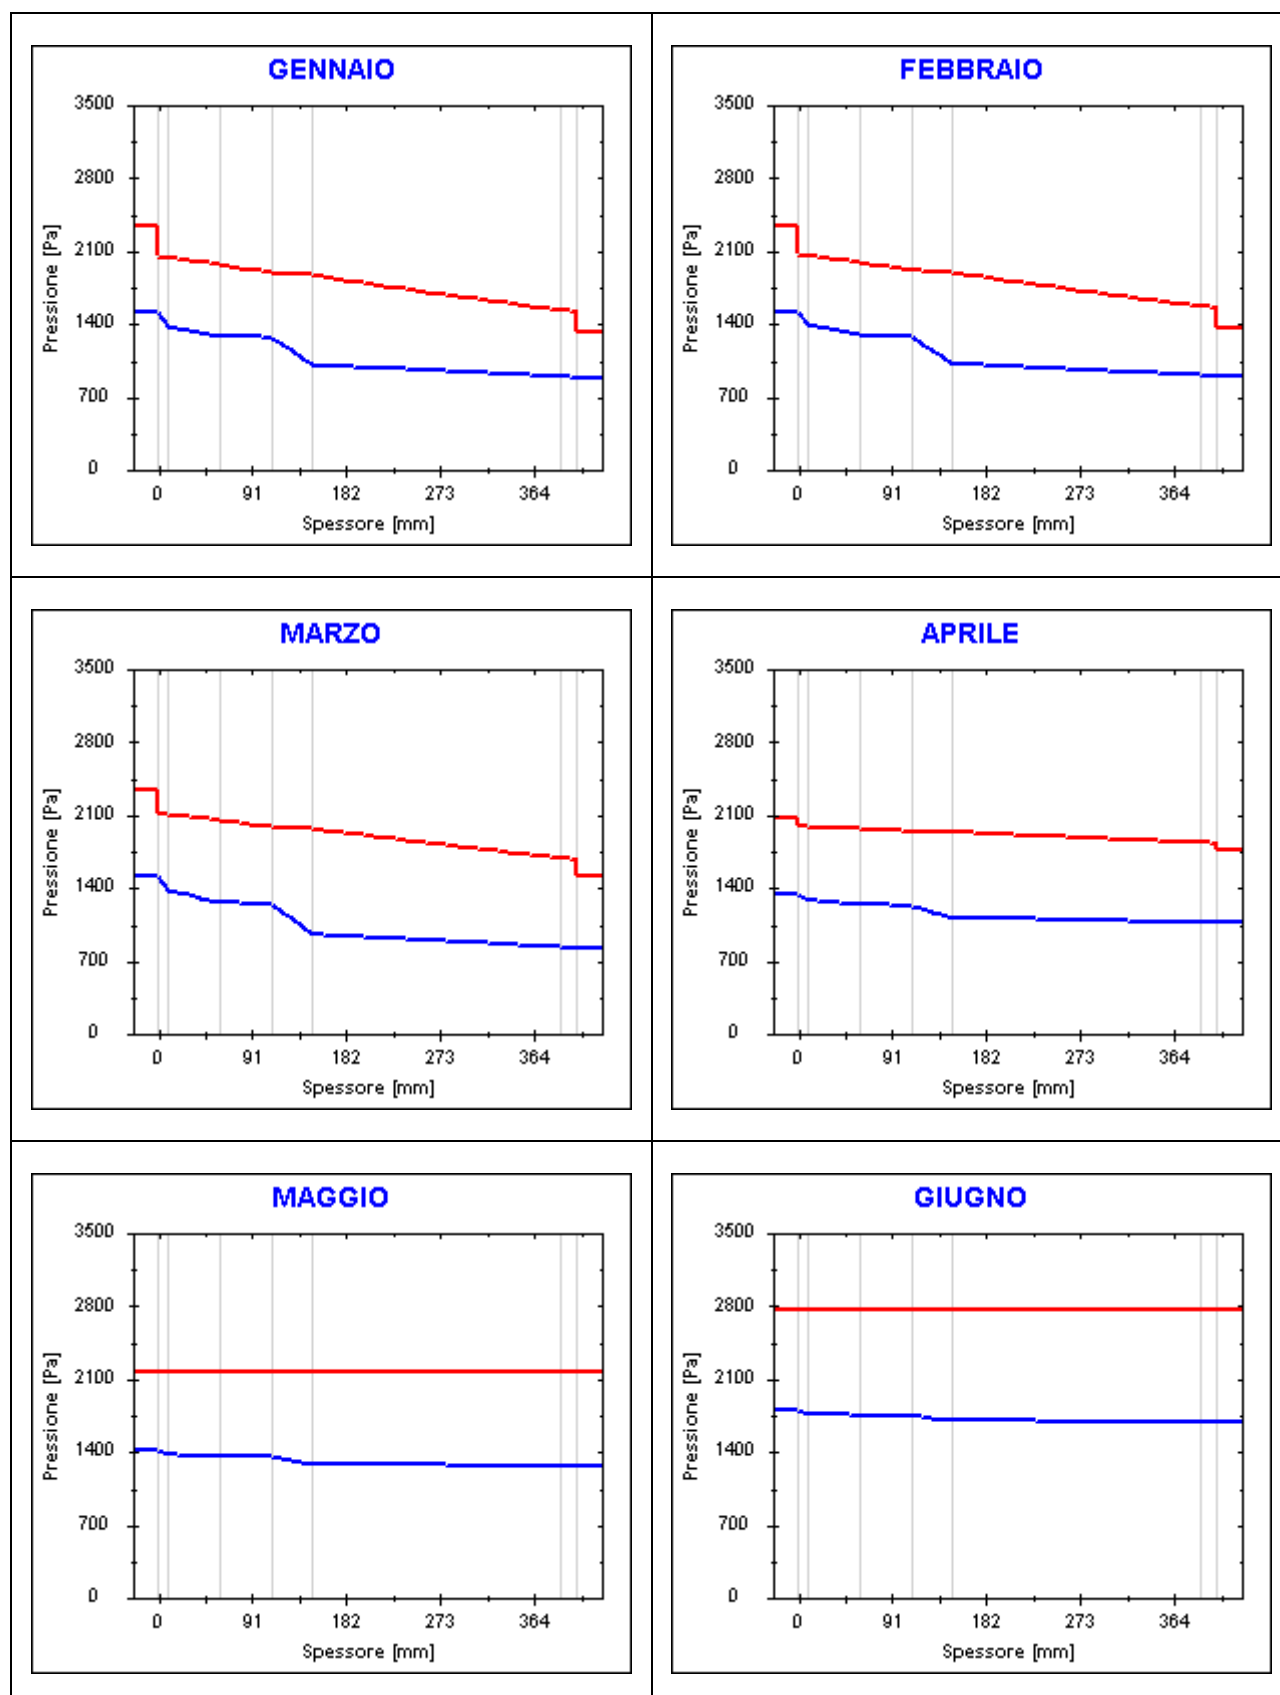 GENNAIO
3500
2800
2100
1400
700
0
Pressione [Pa]
0 91 182 273 364
Spessore [mm]
FEBBRAIO
3500
2800
2100
1400
700
0
Pressione [Pa]
0 91 182 273 364
Spessore [mm]
MARZO
3500
2800
2100
1400
700
0
Pressione [Pa]
0 91 182 273 364
Spessore [mm]
APRILE
3500
2800
2100
1400
700
0
Pressione [Pa]
0 91 182 273 364
Spessore [mm]
MAGGIO
3500
2800
2100
1400
700
0
Pressione [Pa]
0 91 182 273 364
Spessore [mm]
GIUGNO
3500
2800
2100
1400
700
0
Pressione [Pa]
0 91 182 273 364
Spessore [mm]